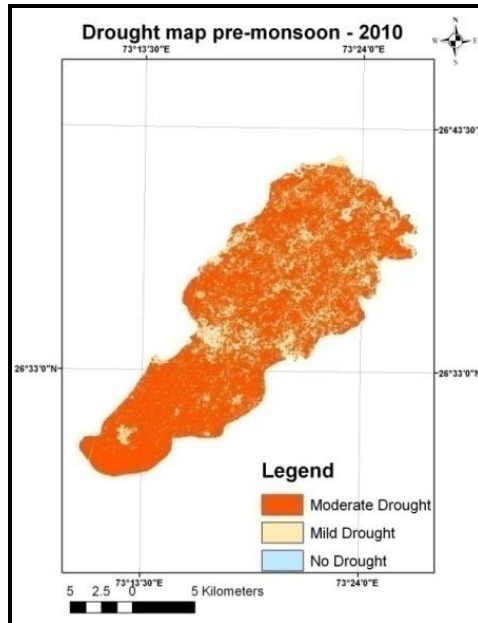 Drought map pre-monsoon - 2010
N
W E
S
73°13'30"E 73°24'0"E
26°43'30"
26°33'0"N 26°33'0"N
Legend
Moderate Drought
Mild Drought
No Drought
73°13'30"E 73°24'0"E
5 2.5 0 5 Kilometers